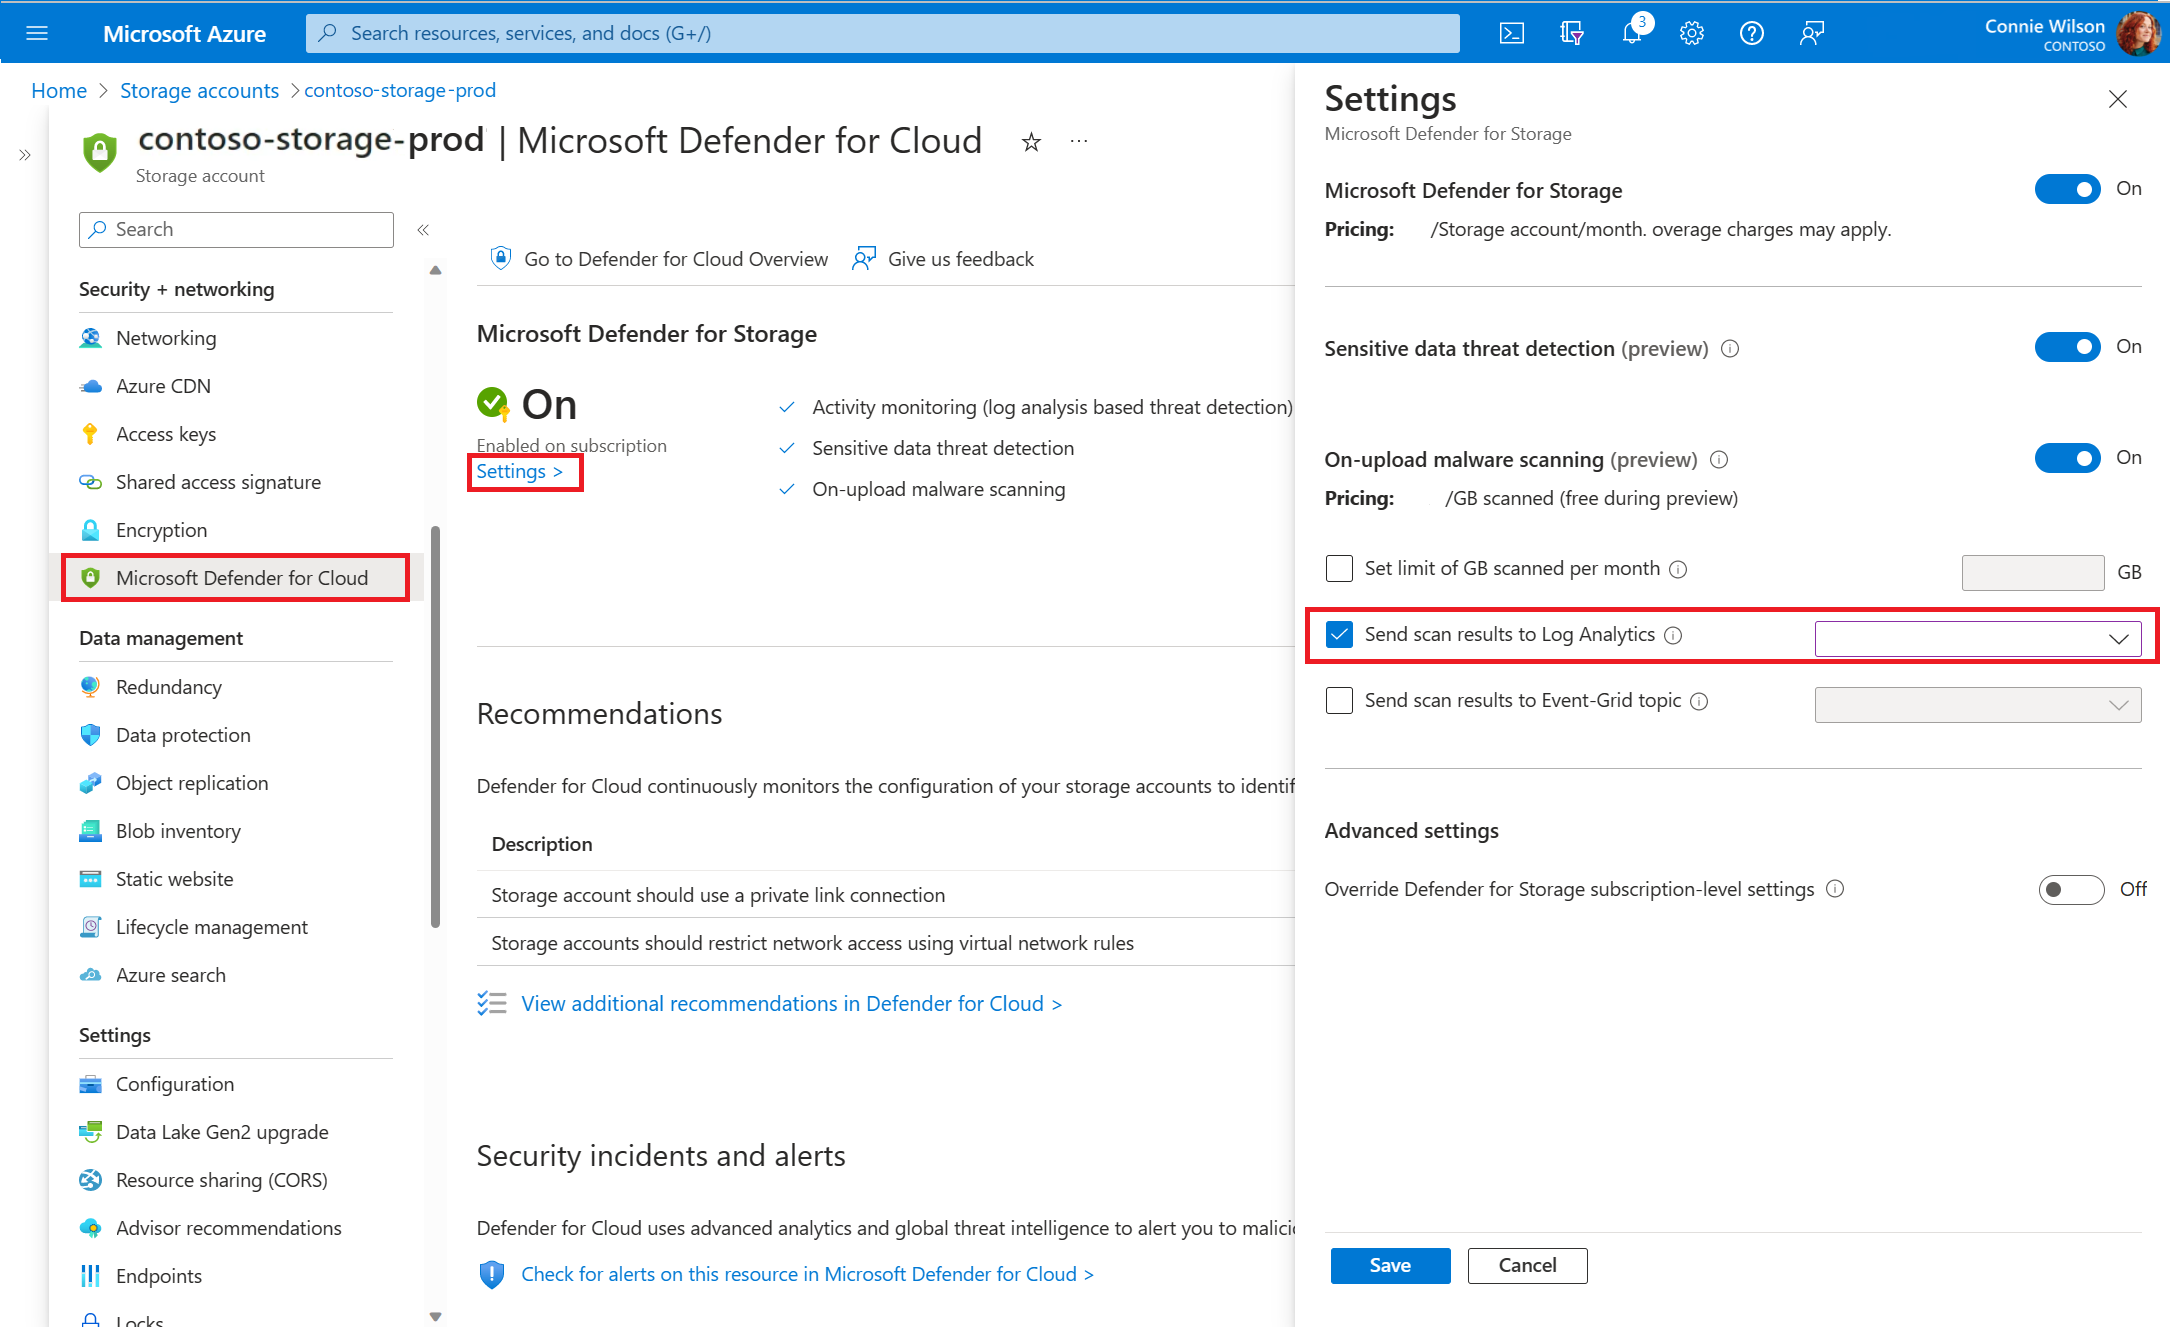 Microsoft Azure
Search resources, services, and docs (G+/)
3
Connie Wilson
CONTOSO
Home > Storage accounts > contoso-storage-prod
contoso-storage-prod | Microsoft Defender for Cloud
Storage account
Search
Security + networking
Networking
Azure CDN
Access keys
Shared access signature
Encryption
Microsoft Defender for Cloud
Data management
Redundancy
Data protection
Object replication
Blob inventory
Static website
Lifecycle management
Azure search
Settings
Configuration
Data Lake Gen2 upgrade
Resource sharing (CORS)
Advisor recommendations
Endpoints
Locks
Go to Defender for Cloud Overview
Give us feedback
Microsoft Defender for Storage
On
Enabled on subscription
Settings >
Activity monitoring (log analysis based threat detection)
Sensitive data threat detection
On-upload malware scanning
Recommendations
Defender for Cloud continuously monitors the configuration of your storage accounts to identif
Description
Storage account should use a private link connection
Storage accounts should restrict network access using virtual network rules
View additional recommendations in Defender for Cloud >
Security incidents and alerts
Defender for Cloud uses advanced analytics and global threat intelligence to alert you to malici
Check for alerts on this resource in Microsoft Defender for Cloud >
Settings
Microsoft Defender for Storage
Microsoft Defender for Storage
On
Pricing: /Storage account/month. overage charges may apply.
Sensitive data threat detection (preview)
On
On-upload malware scanning (preview)
On
Pricing: /GB scanned (free during preview)
Set limit of GB scanned per month
GB
Send scan results to Log Analytics
Send scan results to Event-Grid topic
Advanced settings
Override Defender for Storage subscription-level settings
Off
Save
Cancel